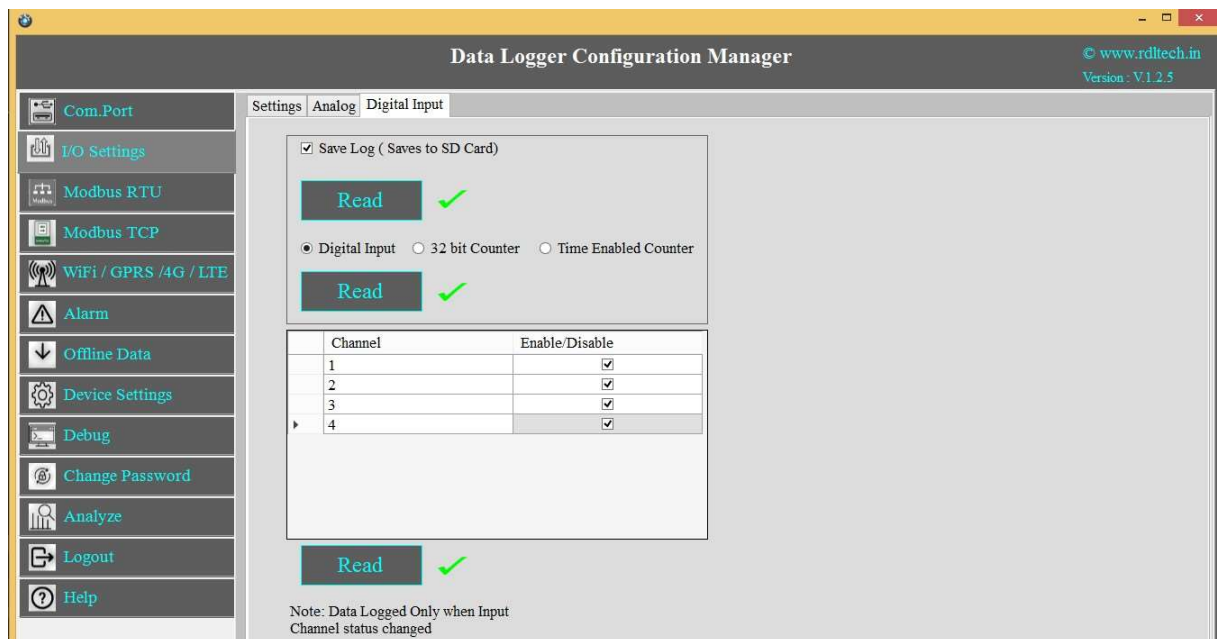 Data Logger Configuration Manager
© www.rdltech.in
Version : V.1.2.5
Com.Port
I/O Settings
Modbus RTU
Modbus
Modbus TCP
WiFi / GPRS /4G / LTE
Alarm
Offline Data
Device Settings
Debug
Change Password
Analyze
Logout
Help
Settings Analog Digital Input
Save Log ( Saves to SD Card)
Read
Digital Input 32 bit Counter Time Enabled Counter
Read
Channel Enable/Disable
1
2
3
4
Read
Note: Data Logged Only when Input
Channel status changed